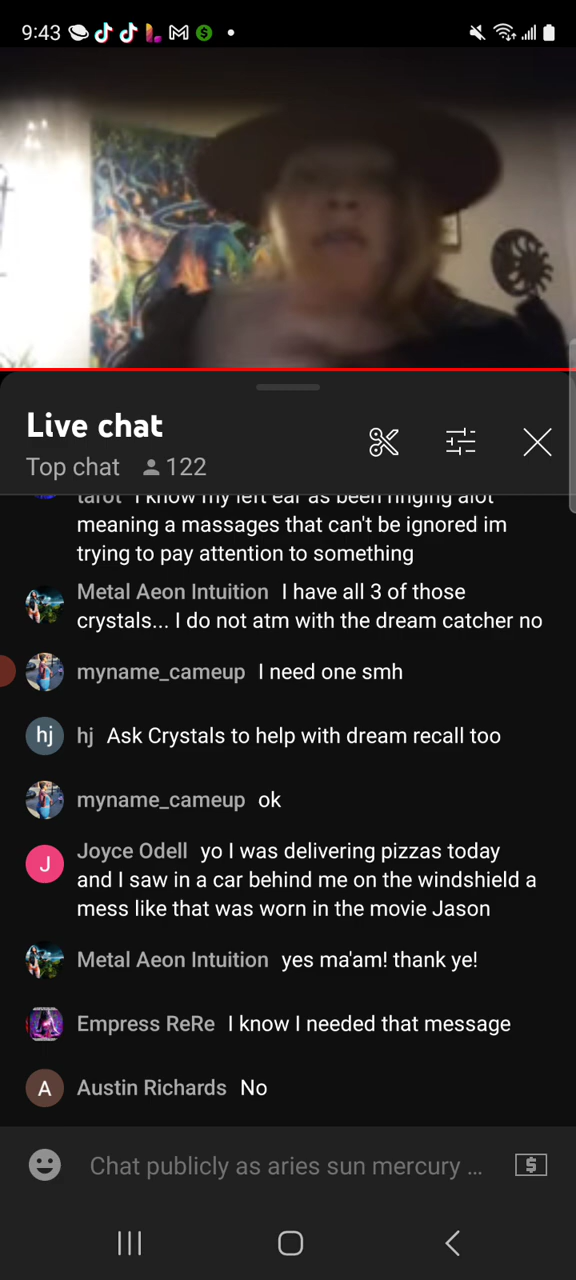 9:43
Live chat
Top chat 122
tarot I know my left ear as been ringing alot
meaning a massages that can't be ignored im
trying to pay attention to something
Metal Aeon Intuition I have all 3 of those
crystals... I do not atm with the dream catcher no
myname_cameup I need one smh
hj hj Ask Crystals to help with dream recall too
myname_cameup ok
J Joyce Odell yo I was delivering pizzas today
and I saw in a car behind me on the windshield a
mess like that was worn in the movie Jason
Metal Aeon Intuition yes ma'am! thank ye!
Empress ReRe I know I needed that message
A Austin Richards No
Chat publicly as aries sun mercury ...